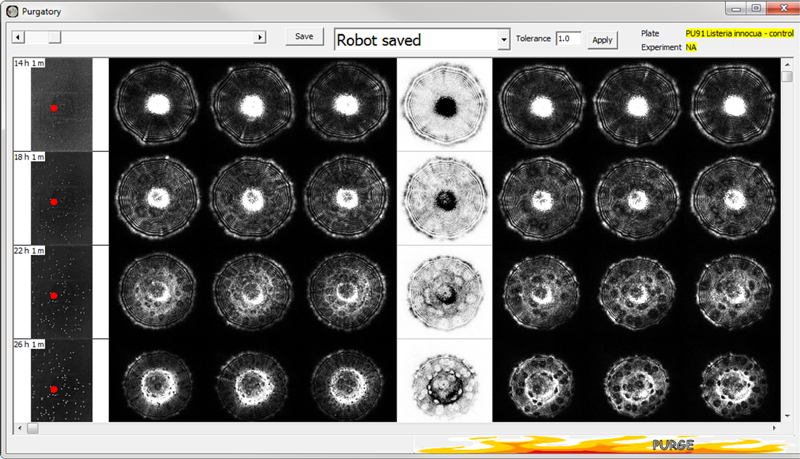 Purgatory
Save
Robot saved
Tolerance 1.0
Apply
Plate PU91 Listeria innocua - control
Experiment NA
14 h 1 m
18 h 1 m
22 h 1 m
26 h 1 m
PURGE